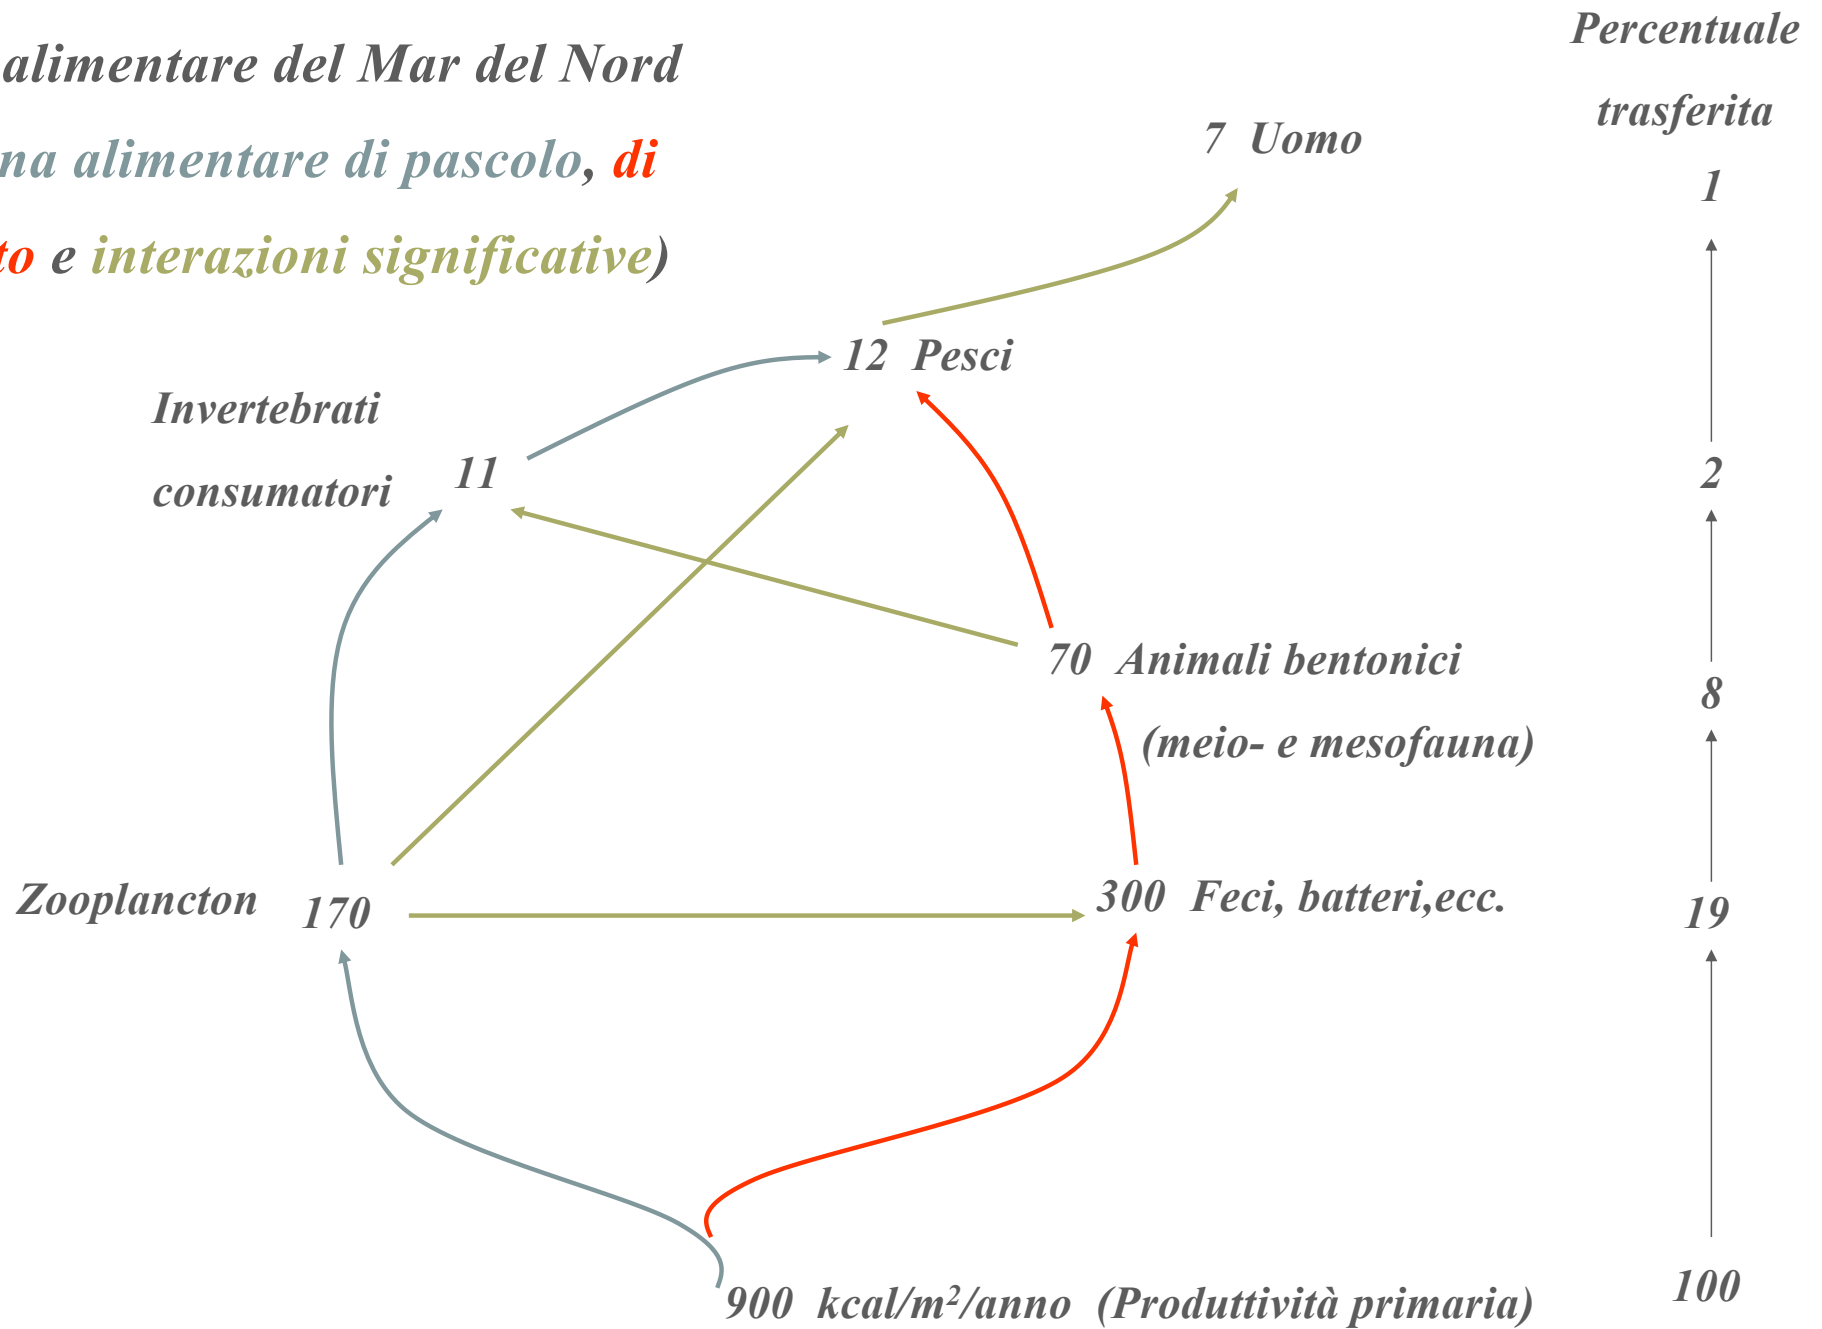 alimentare del Mar del Nord
na alimentare di pascolo, di
to e interazioni significative)
Percentuale
trasferita
7 Uomo
1
12 Pesci
Invertebrati
consumatori
11
2
70 Animali bentonici
(meio- e mesofauna)
8
Zooplancton
170
300 Feci, batteri,ecc.
19
900 kcal/m²/anno (Produttività primaria)
100